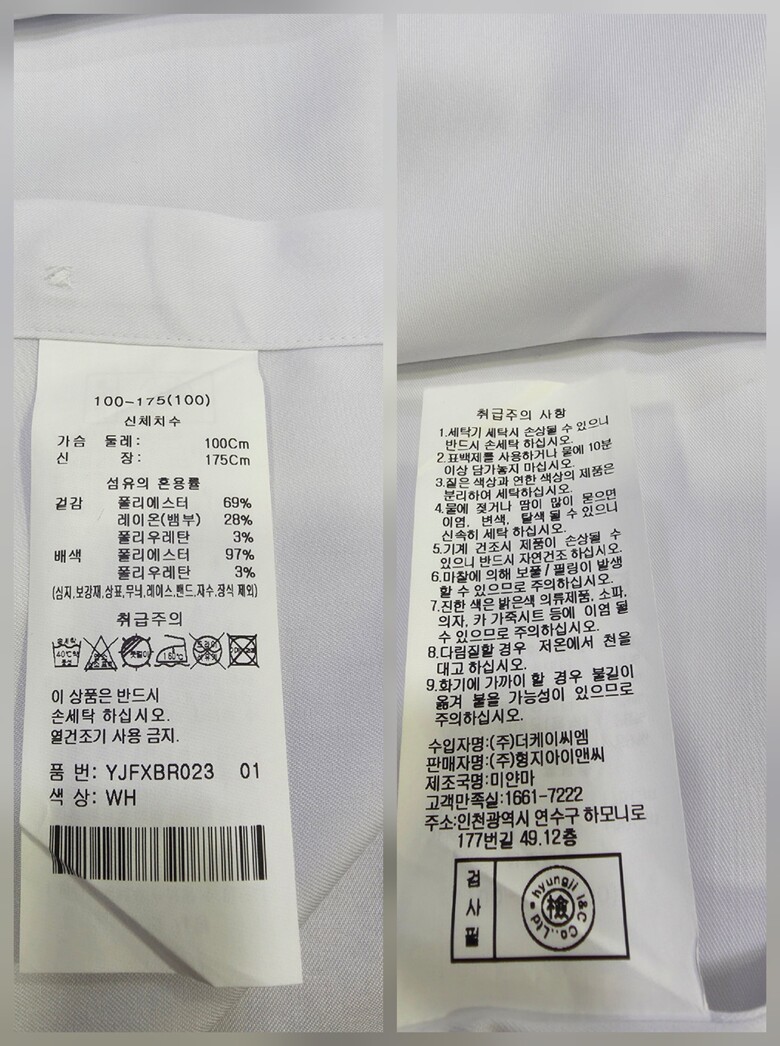 100-175(100)
신체치수
가슴 둘레: 100Cm
신 장: 175Cm
섬유의 혼용률
겉감 폴리에스터 69%
레이온(뱀부) 28%
폴리우레탄 3%
배색 폴리에스터 97%
폴리우레탄 3%
(심지,보강재,상표,무늬,레이스,밴드,자수,장식 제외)
취급주의
40℃
이 상품은 반드시
손세탁 하십시오.
열건조기 사용 금지.
품 번: YJFXBR023 01
색 상: WH
취급주의 사항
1.세탁기 세탁시 손상될 수 있으니
반드시 손세탁 하십시오.
2.표백제를 사용하거나 물에 10분
이상 담가놓지 마십시오.
3.짙은 색상과 연한 색상의 제품은
분리하여 세탁하십시오.
4.물에 젖거나 땀이 많이 묻으면
이염, 변색, 탈색 될 수 있으니
신속히 세탁 하십시오.
5.기계 건조시 제품이 손상될 수
있으니 반드시 자연건조 하십시오.
6.마찰에 의해 보풀/필링이 발생
할 수 있으므로 주의하십시오.
7.진한 색은 밝은색 의류제품, 소파,
의자, 카 가죽시트 등에 이염 될
수 있으므로 주의하십시오.
8.다림질할 경우 저온에서 천을
대고 하십시오.
9.화기에 가까이 할 경우 불길이
옮겨 붙을 가능성이 있으므로
주의하십시오.
수입자명:(주)더케이씨엠
판매자명:(주)형지아이앤씨
제조국명:미얀마
고객만족실:1661-7222
주소:인천광역시 연수구 하모니로
177번길 49.12층
검사필
hyungji I&C Co.,Ltd
檢